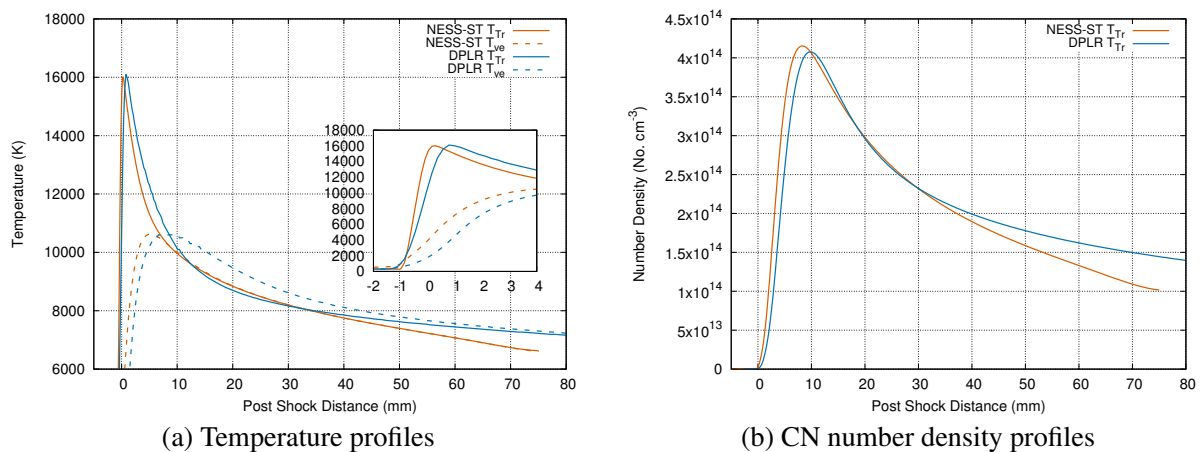 18000
16000
14000
12000
10000
8000
6000
Temperature (K)
0
10
20
30
40
50
60
70
80
Post Shock Distance (mm)
NESS-ST T_Tr
NESS-ST T_ve
DPLR T_Tr
DPLR T_ve
18000
16000
14000
12000
10000
8000
6000
4000
2000
0
-2
-1
0
1
2
3
4
(a) Temperature profiles
4.5x10^14
4x10^14
3.5x10^14
3x10^14
2.5x10^14
2x10^14
1.5x10^14
1x10^14
5x10^13
0
Number Density (No. cm^-3)
0
10
20
30
40
50
60
70
80
Post Shock Distance (mm)
NESS-ST T_Tr
DPLR T_Tr
(b) CN number density profiles